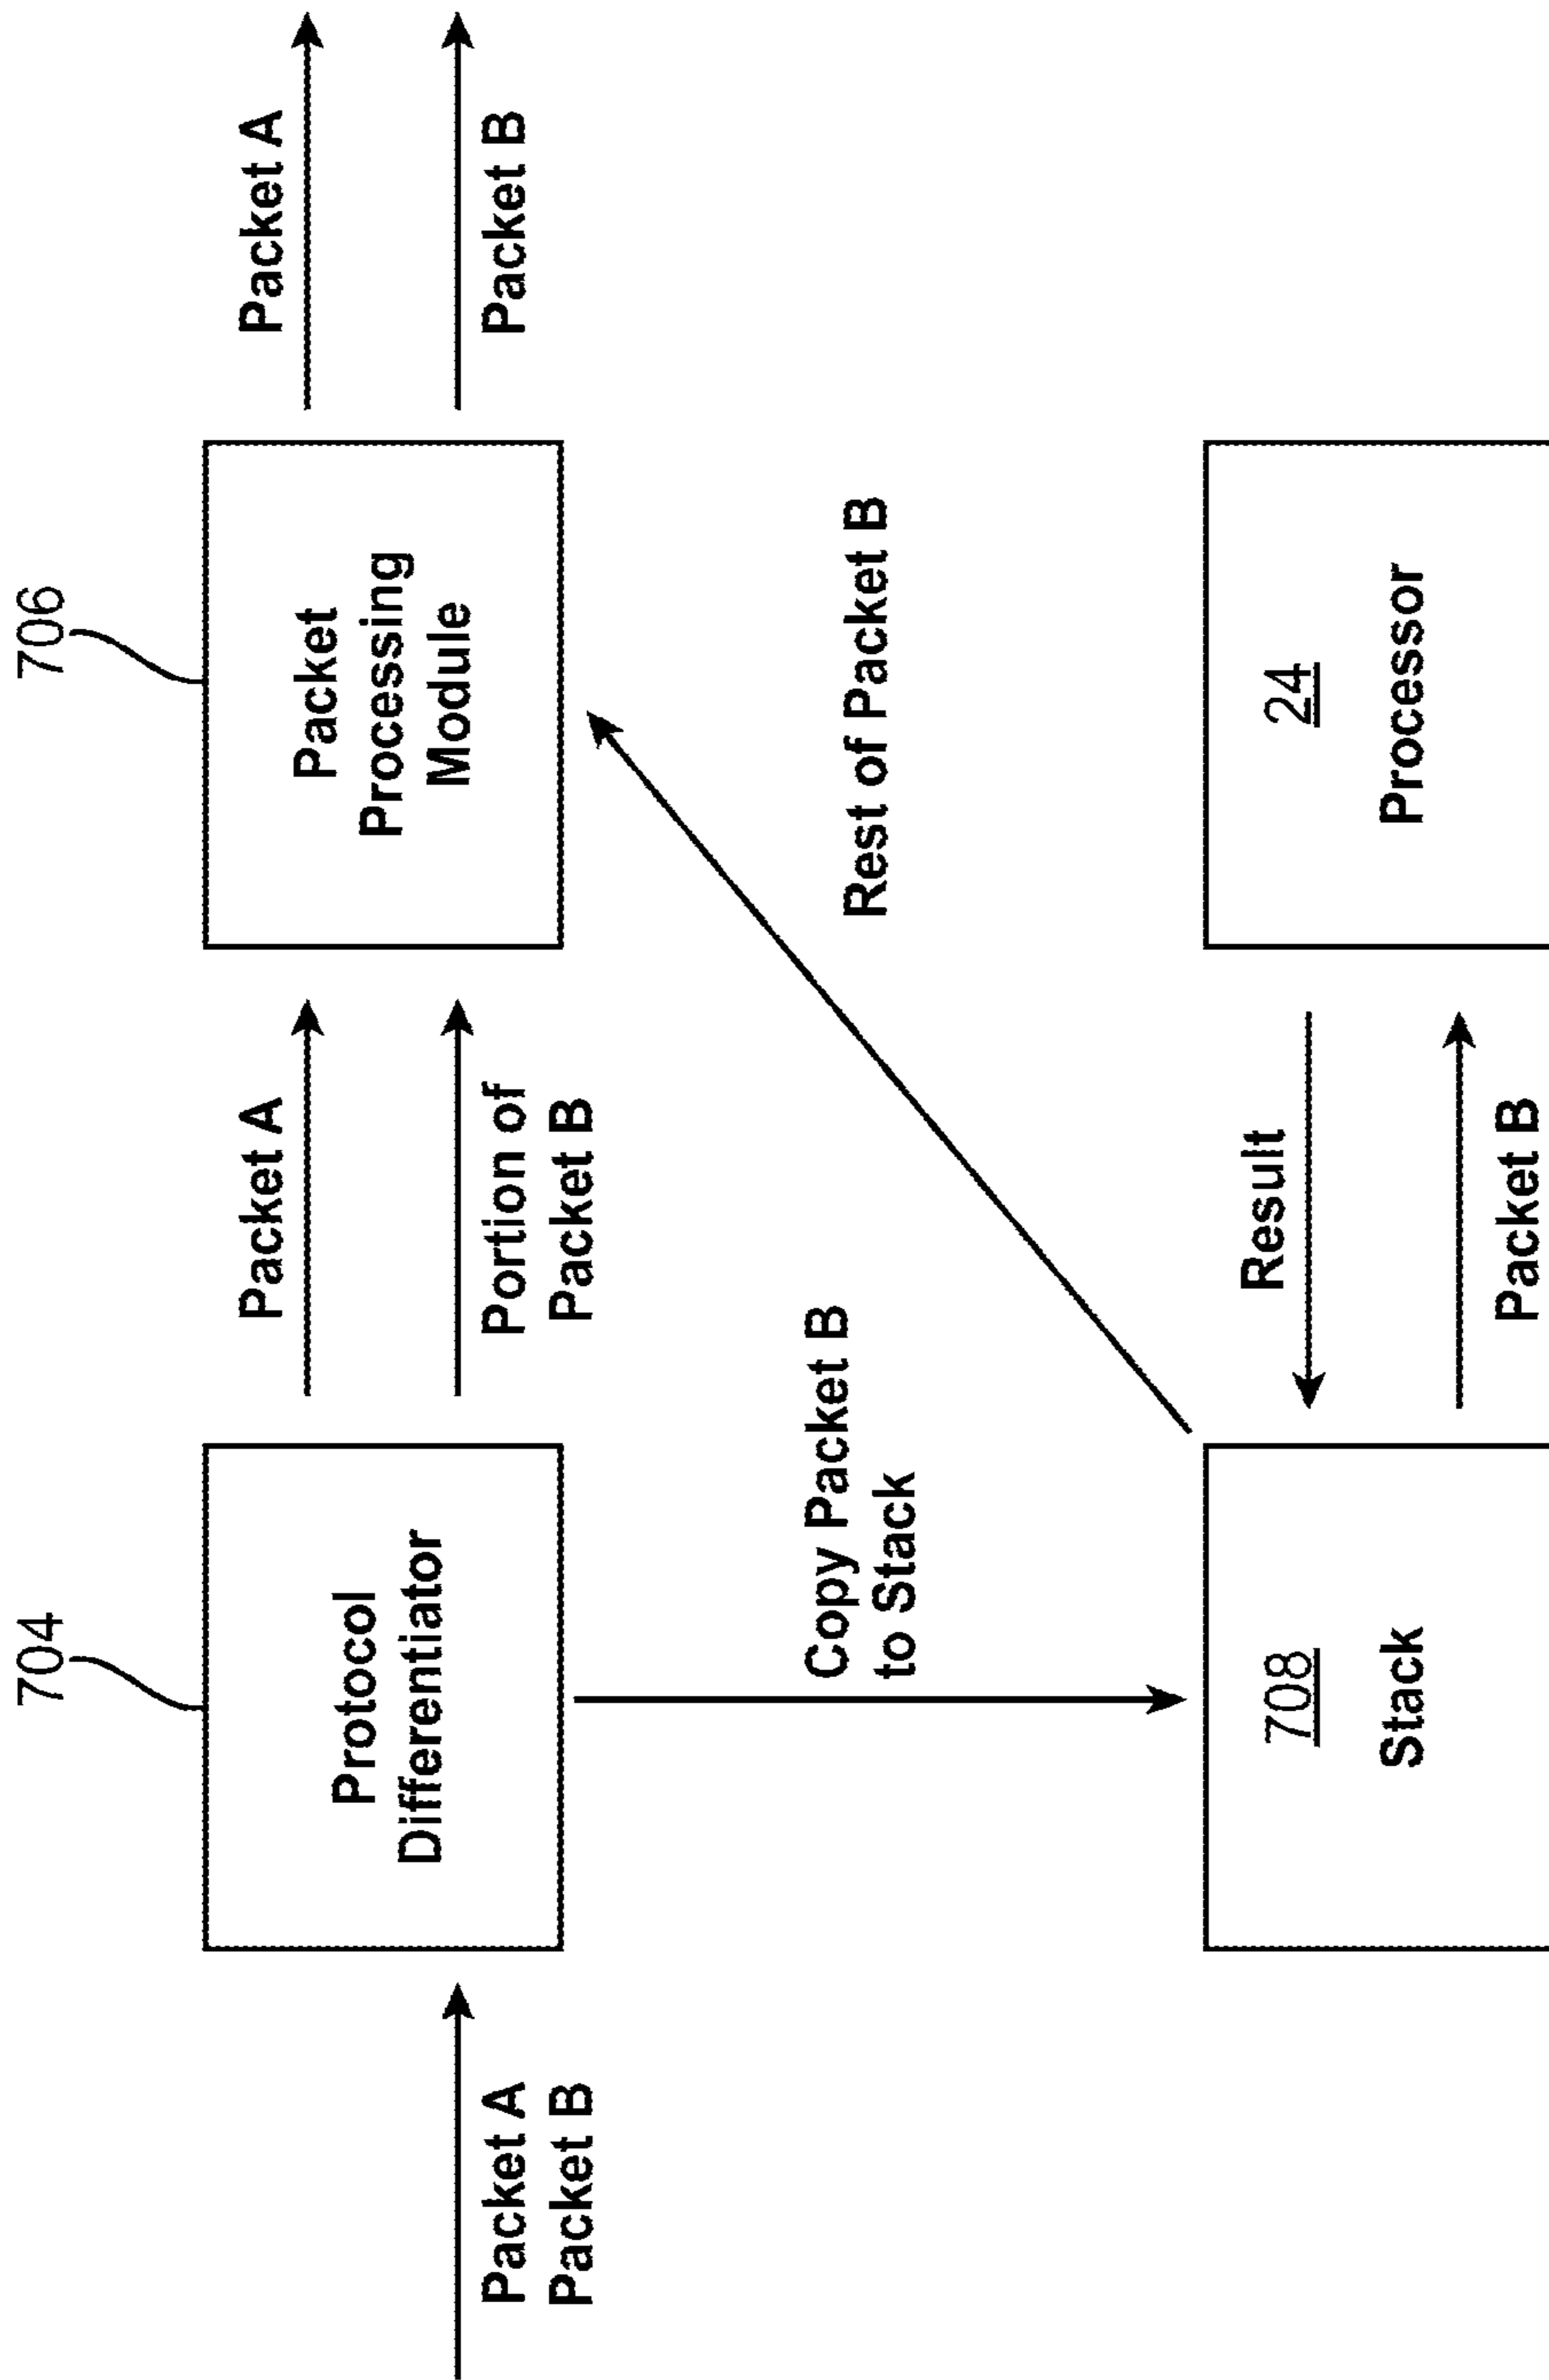 704
706
Packet A
Packet A
Protocol
Differentiator
Packet
Processing
Module
Packet A
Packet B
Portion of
Packet B
Packet B
Copy Packet B
to Stack
Rest of Packet B
708
Stack
Result
24
Processor
Packet B